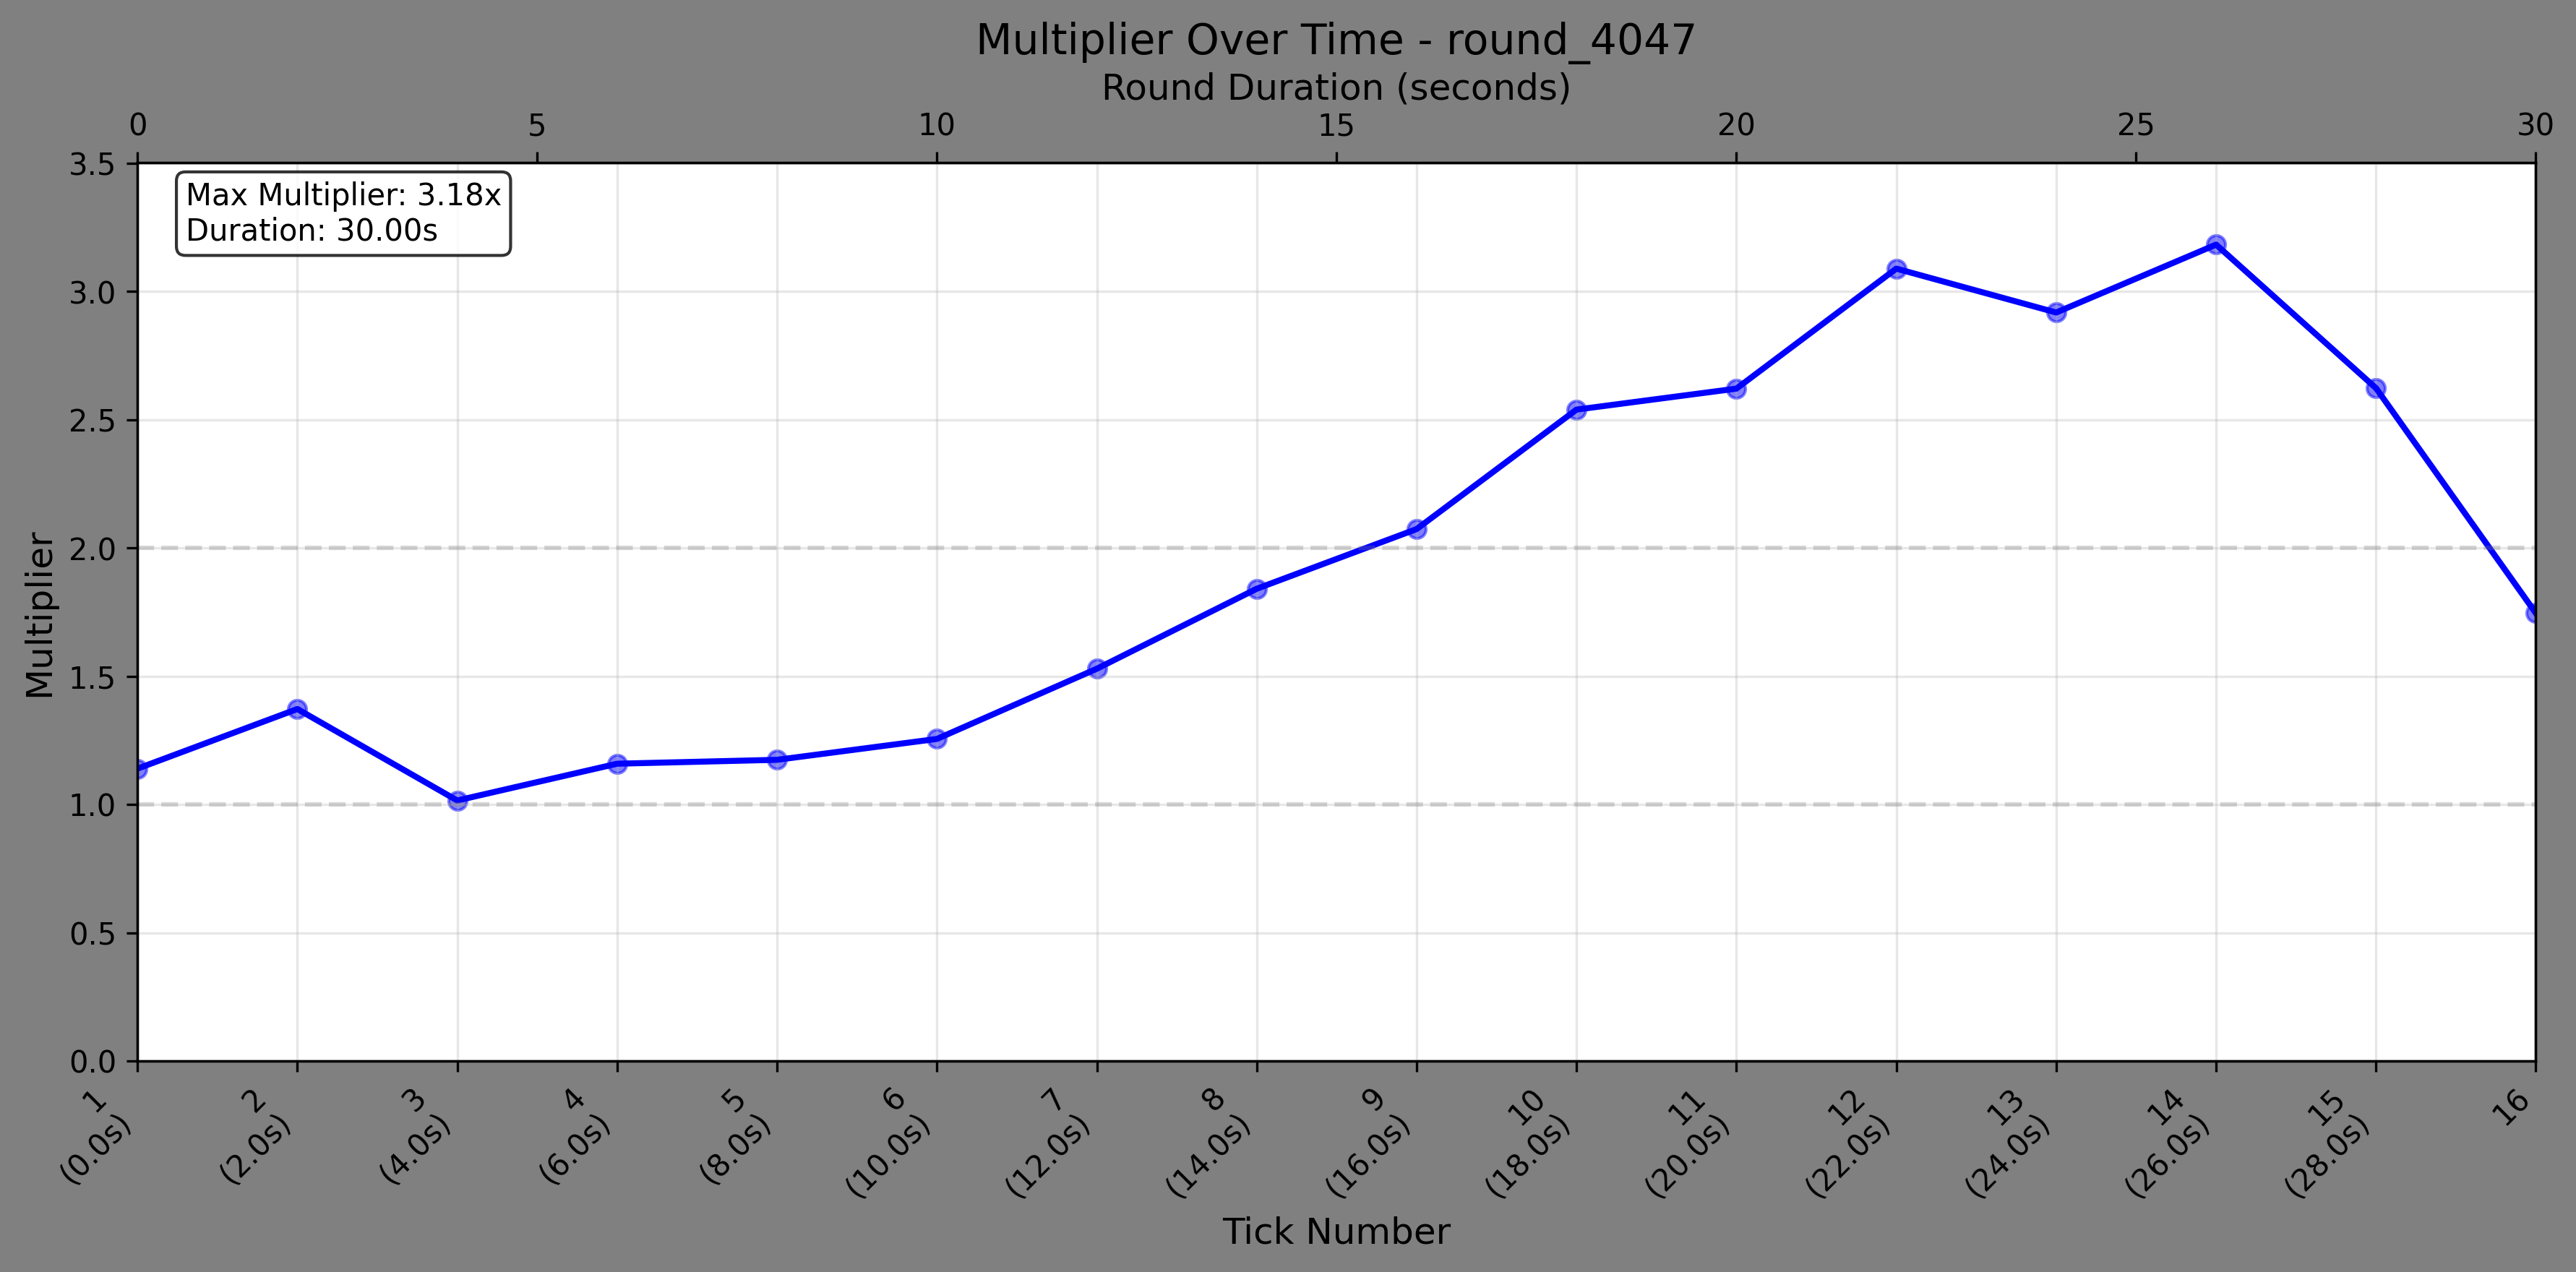 Multiplier Over Time - round_4047
Round Duration (seconds)
0 5 10 15 20 25 30
Max Multiplier: 3.18x
Duration: 30.00s
3.5
3.0
2.5
2.0
1.5
1.0
0.5
0.0
Multiplier
1
(0.0s)
2
(2.0s)
3
(4.0s)
4
(6.0s)
5
(8.0s)
6
(10.0s)
7
(12.0s)
8
(14.0s)
9
(16.0s)
10
(18.0s)
11
(20.0s)
12
(22.0s)
13
(24.0s)
14
(26.0s)
15
(28.0s)
16
Tick Number